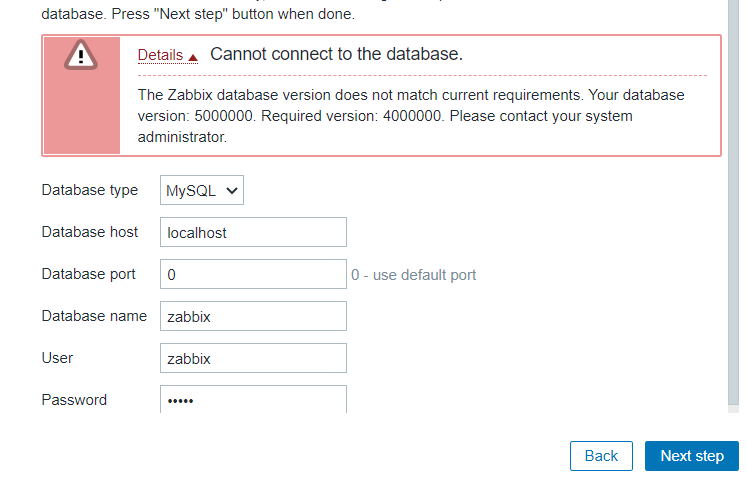 database. Press "Next step" button when done.
Details Cannot connect to the database.
The Zabbix database version does not match current requirements. Your database
version: 5000000. Required version: 4000000. Please contact your system
administrator.
Database type MySQL
Database host localhost
Database port 0 0 - use default port
Database name zabbix
User zabbix
Password •••••
Back Next step